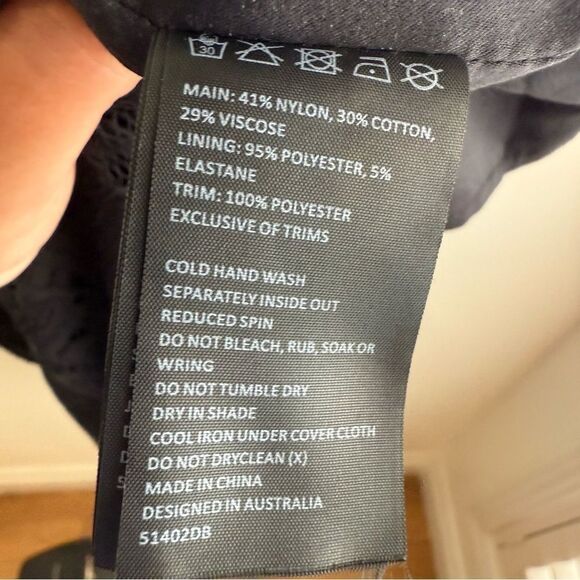 30
MAIN: 41% NYLON, 30% COTTON,
29% VISCOSE
LINING: 95% POLYESTER, 5%
ELASTANE
TRIM: 100% POLYESTER
EXCLUSIVE OF TRIMS
COLD HAND WASH
SEPARATELY INSIDE OUT
REDUCED SPIN
DO NOT BLEACH, RUB, SOAK OR
WRING
DO NOT TUMBLE DRY
DRY IN SHADE
COOL IRON UNDER COVER CLOTH
DO NOT DRYCLEAN (X)
MADE IN CHINA
DESIGNED IN AUSTRALIA
51402DB